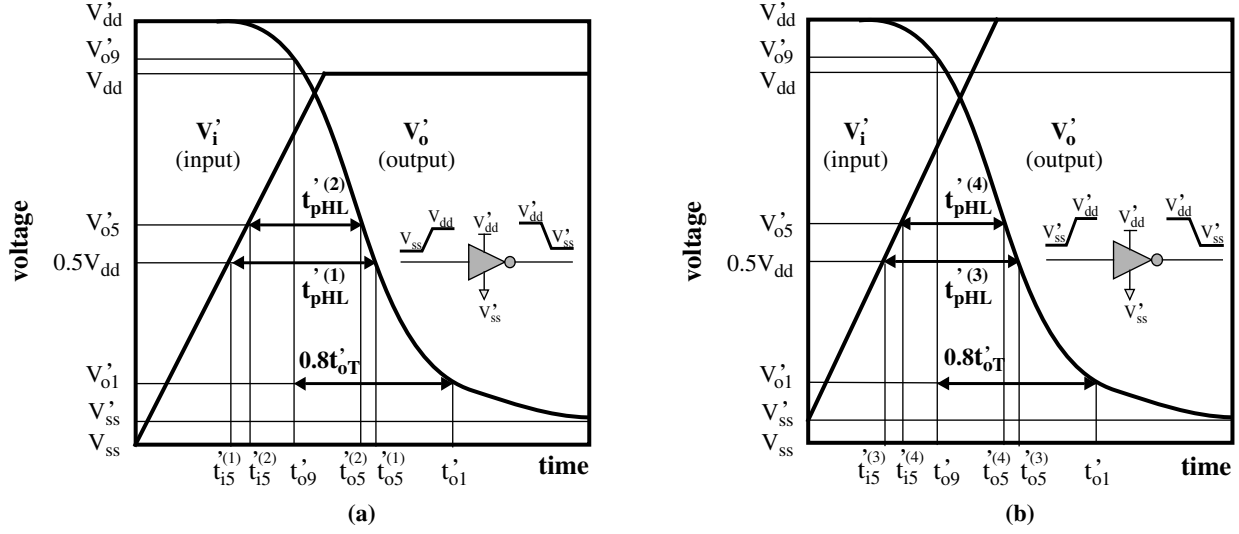 V'dd
V'o9
Vdd
V'i
(input)
V'o
(output)
t'(2)pHL
V'o5
0.5Vdd
t'(1)pHL
Vss
Vdd
V'dd
V'dd
V'ss
V'ss
0.8t'oT
V'o1
V'ss
Vss
voltage
t'(1)i5
t'(2)i5
t'o9
t'(2)o5
t'(1)o5
t'o1
time
(a)
V'dd
V'o9
Vdd
V'i
(input)
V'o
(output)
t'(4)pHL
V'o5
0.5Vdd
t'(3)pHL
V'ss
V'dd
V'dd
V'dd
V'ss
V'ss
0.8t'oT
V'o1
V'ss
Vss
voltage
t'(3)i5
t'(4)i5
t'o9
t'(4)o5
t'(3)o5
t'o1
time
(b)